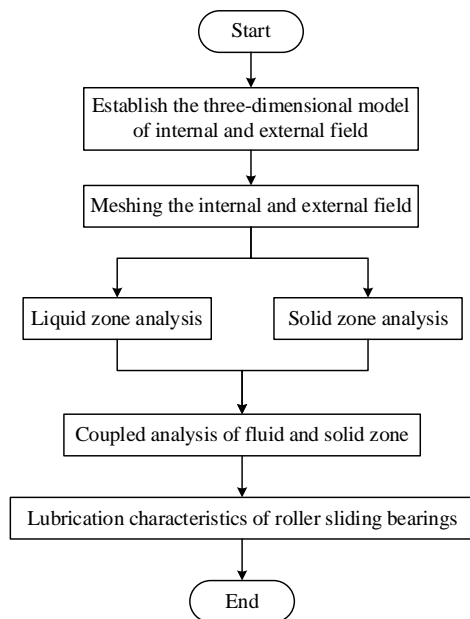 Start
Establish the three-dimensional model
of internal and external field
Meshing the internal and external field
Liquid zone analysis
Solid zone analysis
Coupled analysis of fluid and solid zone
Lubrication characteristics of roller sliding bearings
End